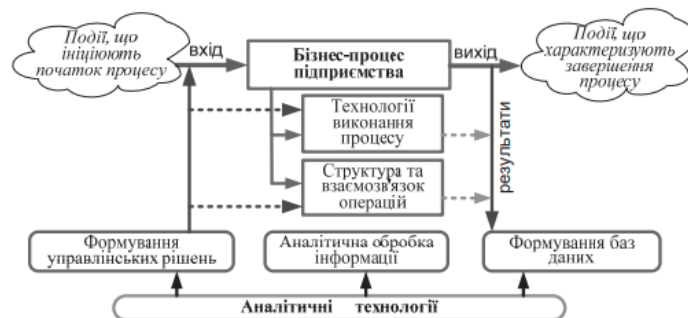 Події, що
ініціюють
початок процесу
вхід
Бізнес-процес
підприємства
вихід
Події, що
характеризують
завершення
процесу
Технології
виконання
процесу
Структура та
взаємозв'язок
операцій
результати
Формування
управлінських рішень
Аналітична обробка
інформації
Формування баз
даних
Аналітичні технології